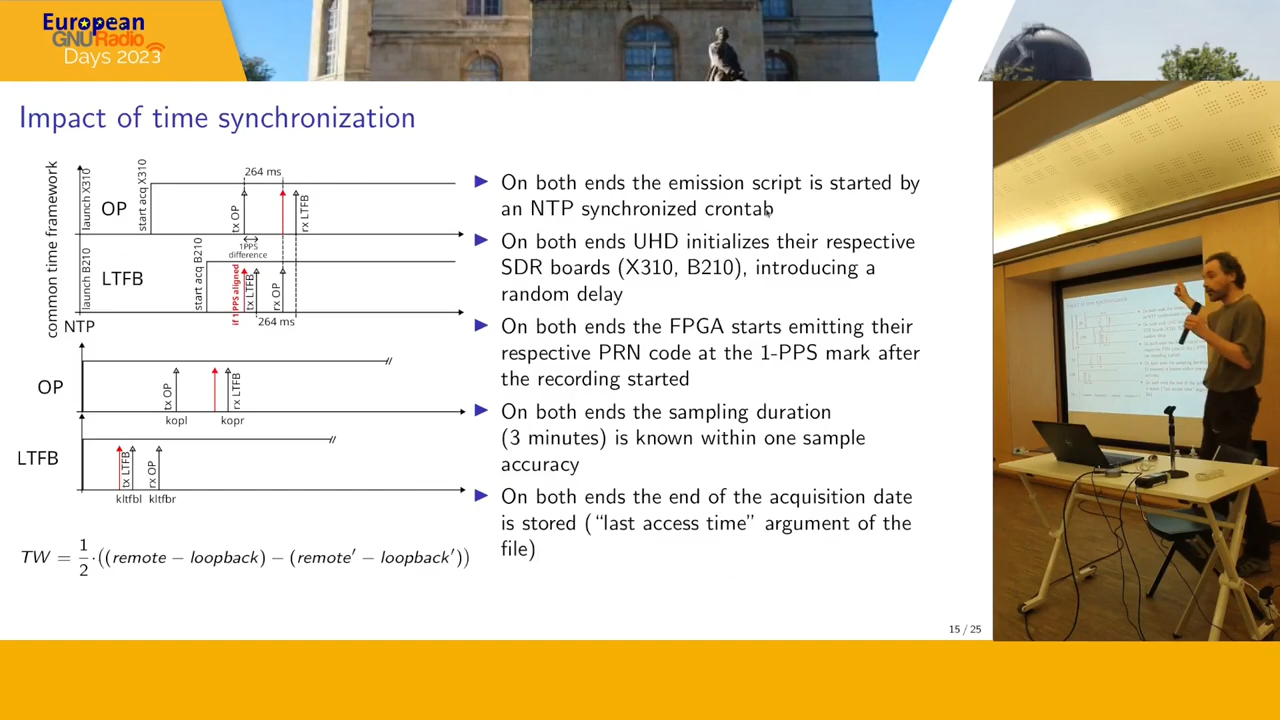 European
GNURadio
Days 2023
Impact of time synchronization
common time framework
launch X310
OP
start acq X310
264 ms
tx OP
rx LTFB
1PPS
difference
launch B210
LTFB
start acq B210
if 1 PPS aligned
tx LTFB
rx OP
264 ms
NTP
OP
tx OP
rx LTFB
kopl
kopr
LTFB
tx LTFB
rx OP
kltfbl
kltfbr
TW = 1/2 · ((remote − loopback) − (remote′ − loopback′))
▶ On both ends the emission script is started by
an NTP synchronized crontab
▶ On both ends UHD initializes their respective
SDR boards (X310, B210), introducing a
random delay
▶ On both ends the FPGA starts emitting their
respective PRN code at the 1-PPS mark after
the recording started
▶ On both ends the sampling duration
(3 minutes) is known within one sample
accuracy
▶ On both ends the end of the acquisition date
is stored (“last access time” argument of the
file)
15 / 25